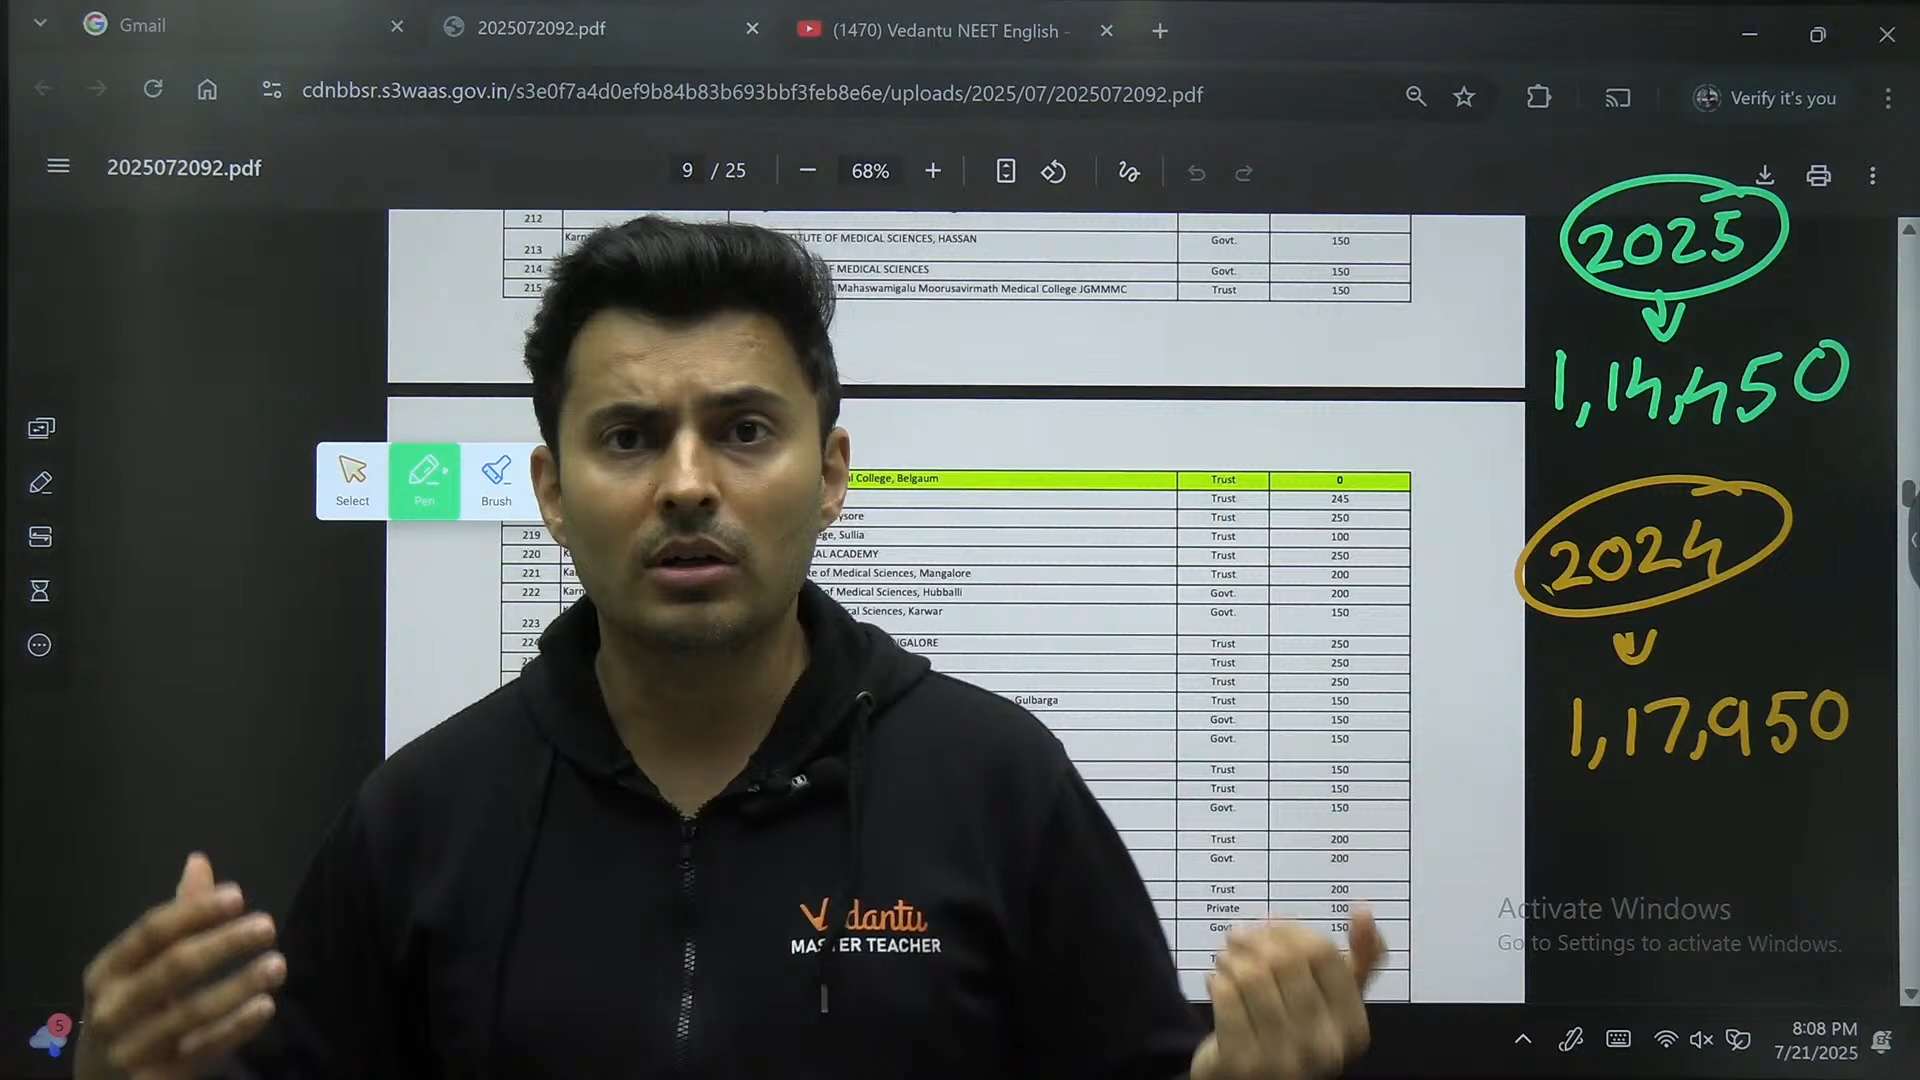 Gmail
2025072092.pdf
(1470) Vedantu NEET English -
cdnbbsr.s3waas.gov.in/s3e0f7a4d0ef9b84b83b693bbf3feb8e6e/uploads/2025/07/2025072092.pdf
Verify it's you
2025072092.pdf
9 / 25
68%
212
213 TUTE OF MEDICAL SCIENCES, HASSAN Govt. 150
214 OF MEDICAL SCIENCES Govt. 150
215 Mahaswamigalu Moorusavirmath Medical College JGMMMC Trust 150
College, Belgaum Trust 0
Trust 245
Trust 250
219 Sullia Trust 100
220 ACADEMY Trust 250
221 of Medical Sciences, Mangalore Trust 200
222 of Medical Sciences, Hubballi Govt. 200
223 Sciences, Karwar Govt. 150
224 Trust 250
Trust 250
Trust 250
Gulbarga Trust 150
Govt. 150
Govt. 150
Trust 150
Trust 150
Govt. 150
Trust 200
Govt. 200
Trust 200
Private 100
150
Select
Pen
Brush
2025
1,14,450
2024
1,17,950
Vedantu
MASTER TEACHER
Activate Windows
Go to Settings to activate Windows.
5
8:08 PM
7/21/2025